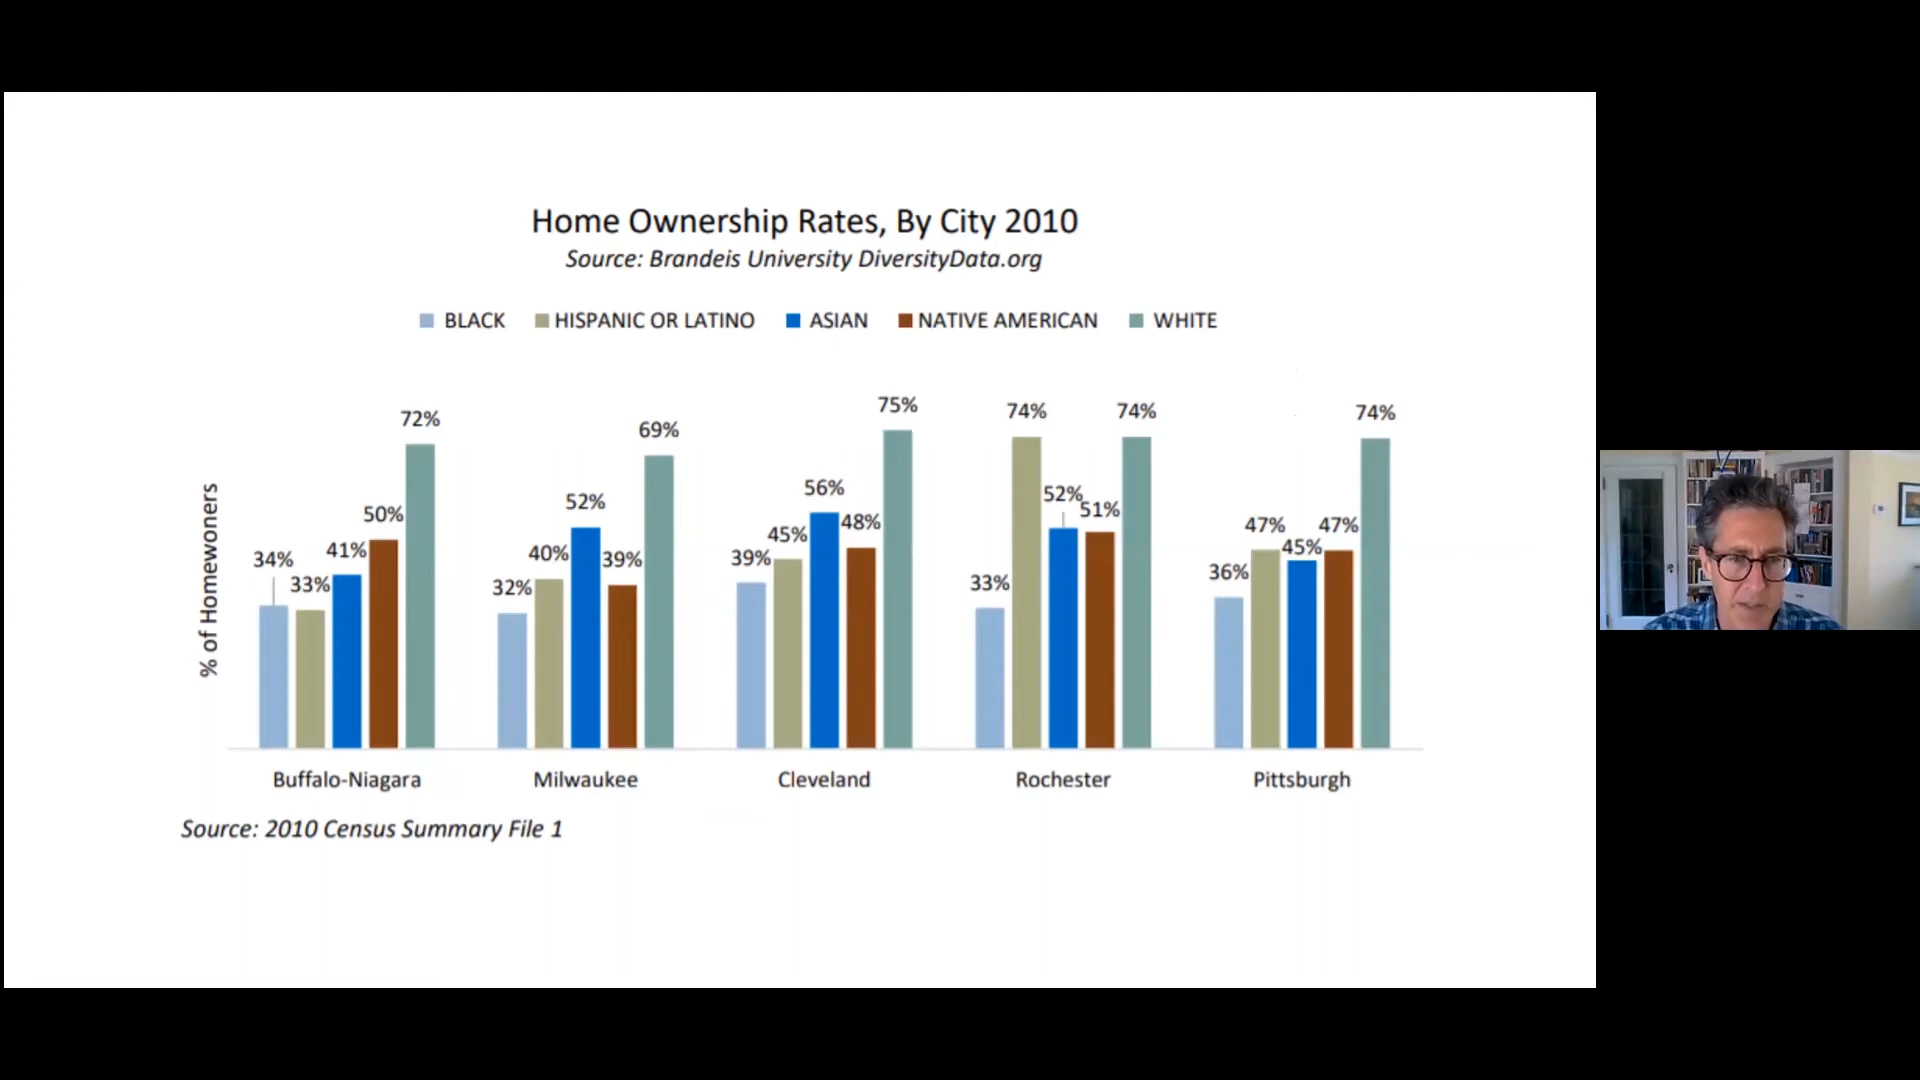 Home Ownership Rates, By City 2010
Source: Brandeis University DiversityData.org
BLACK HISPANIC OR LATINO ASIAN NATIVE AMERICAN WHITE
% of Homewoners
34% 33% 41% 50% 72%
32% 40% 52% 39% 69%
39% 45% 56% 48% 75%
33% 74% 52% 51% 74%
36% 47% 45% 47% 74%
Buffalo-Niagara Milwaukee Cleveland Rochester Pittsburgh
Source: 2010 Census Summary File 1